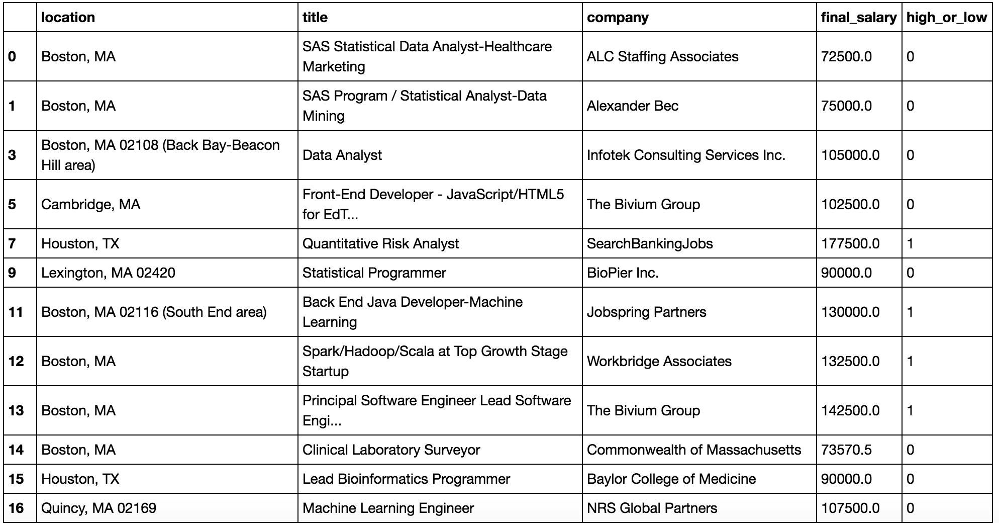 location title company final_salary high_or_low
0 Boston, MA SAS Statistical Data Analyst-Healthcare Marketing ALC Staffing Associates 72500.0 0
1 Boston, MA SAS Program / Statistical Analyst-Data Mining Alexander Bec 75000.0 0
3 Boston, MA 02108 (Back Bay-Beacon Hill area) Data Analyst Infotek Consulting Services Inc. 105000.0 0
5 Cambridge, MA Front-End Developer - JavaScript/HTML5 for EdT... The Bivium Group 102500.0 0
7 Houston, TX Quantitative Risk Analyst SearchBankingJobs 177500.0 1
9 Lexington, MA 02420 Statistical Programmer BioPier Inc. 90000.0 0
11 Boston, MA 02116 (South End area) Back End Java Developer-Machine Learning Jobspring Partners 130000.0 1
12 Boston, MA Spark/Hadoop/Scala at Top Growth Stage Startup Workbridge Associates 132500.0 1
13 Boston, MA Principal Software Engineer Lead Software Engi... The Bivium Group 142500.0 1
14 Boston, MA Clinical Laboratory Surveyor Commonwealth of Massachusetts 73570.5 0
15 Houston, TX Lead Bioinformatics Programmer Baylor College of Medicine 90000.0 0
16 Quincy, MA 02169 Machine Learning Engineer NRS Global Partners 107500.0 0